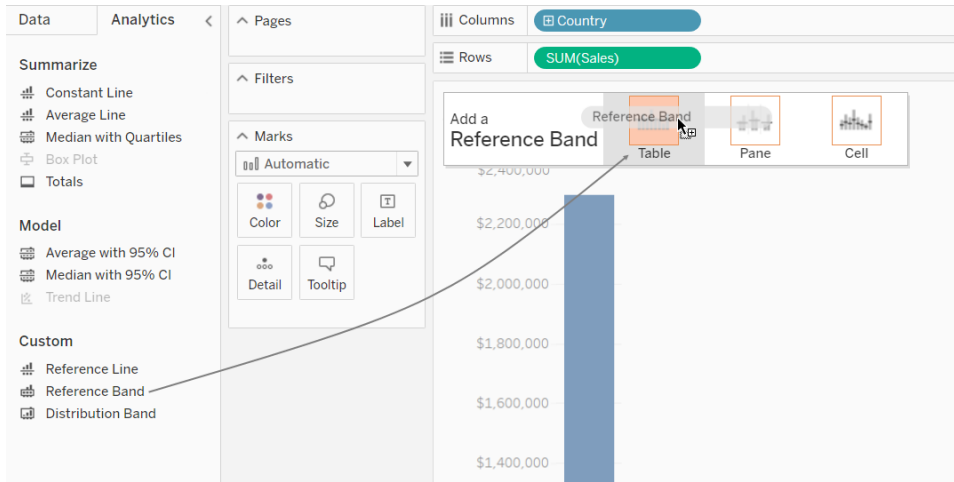 Data
Analytics
Summarize
Constant Line
Average Line
Median with Quartiles
Box Plot
Totals
Model
Average with 95% CI
Median with 95% CI
Trend Line
Custom
Reference Line
Reference Band
Distribution Band
Pages
Filters
Marks
Automatic
Color
Size
T
Label
Detail
Tooltip
Columns
Country
Rows
SUM(Sales)
Add a
Reference Band
Reference Band
Table
Pane
Cell
$2,400,000
$2,200,000
$2,000,000
$1,800,000
$1,600,000
$1,400,000